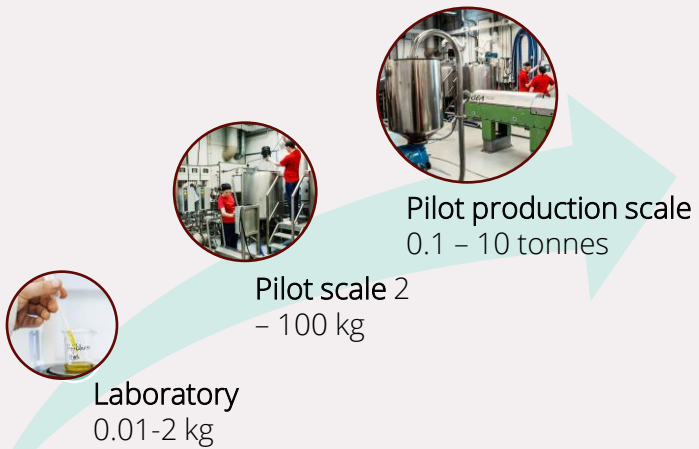 Pilot production scale
0.1 – 10 tonnes
Pilot scale 2
– 100 kg
Laboratory
0.01-2 kg